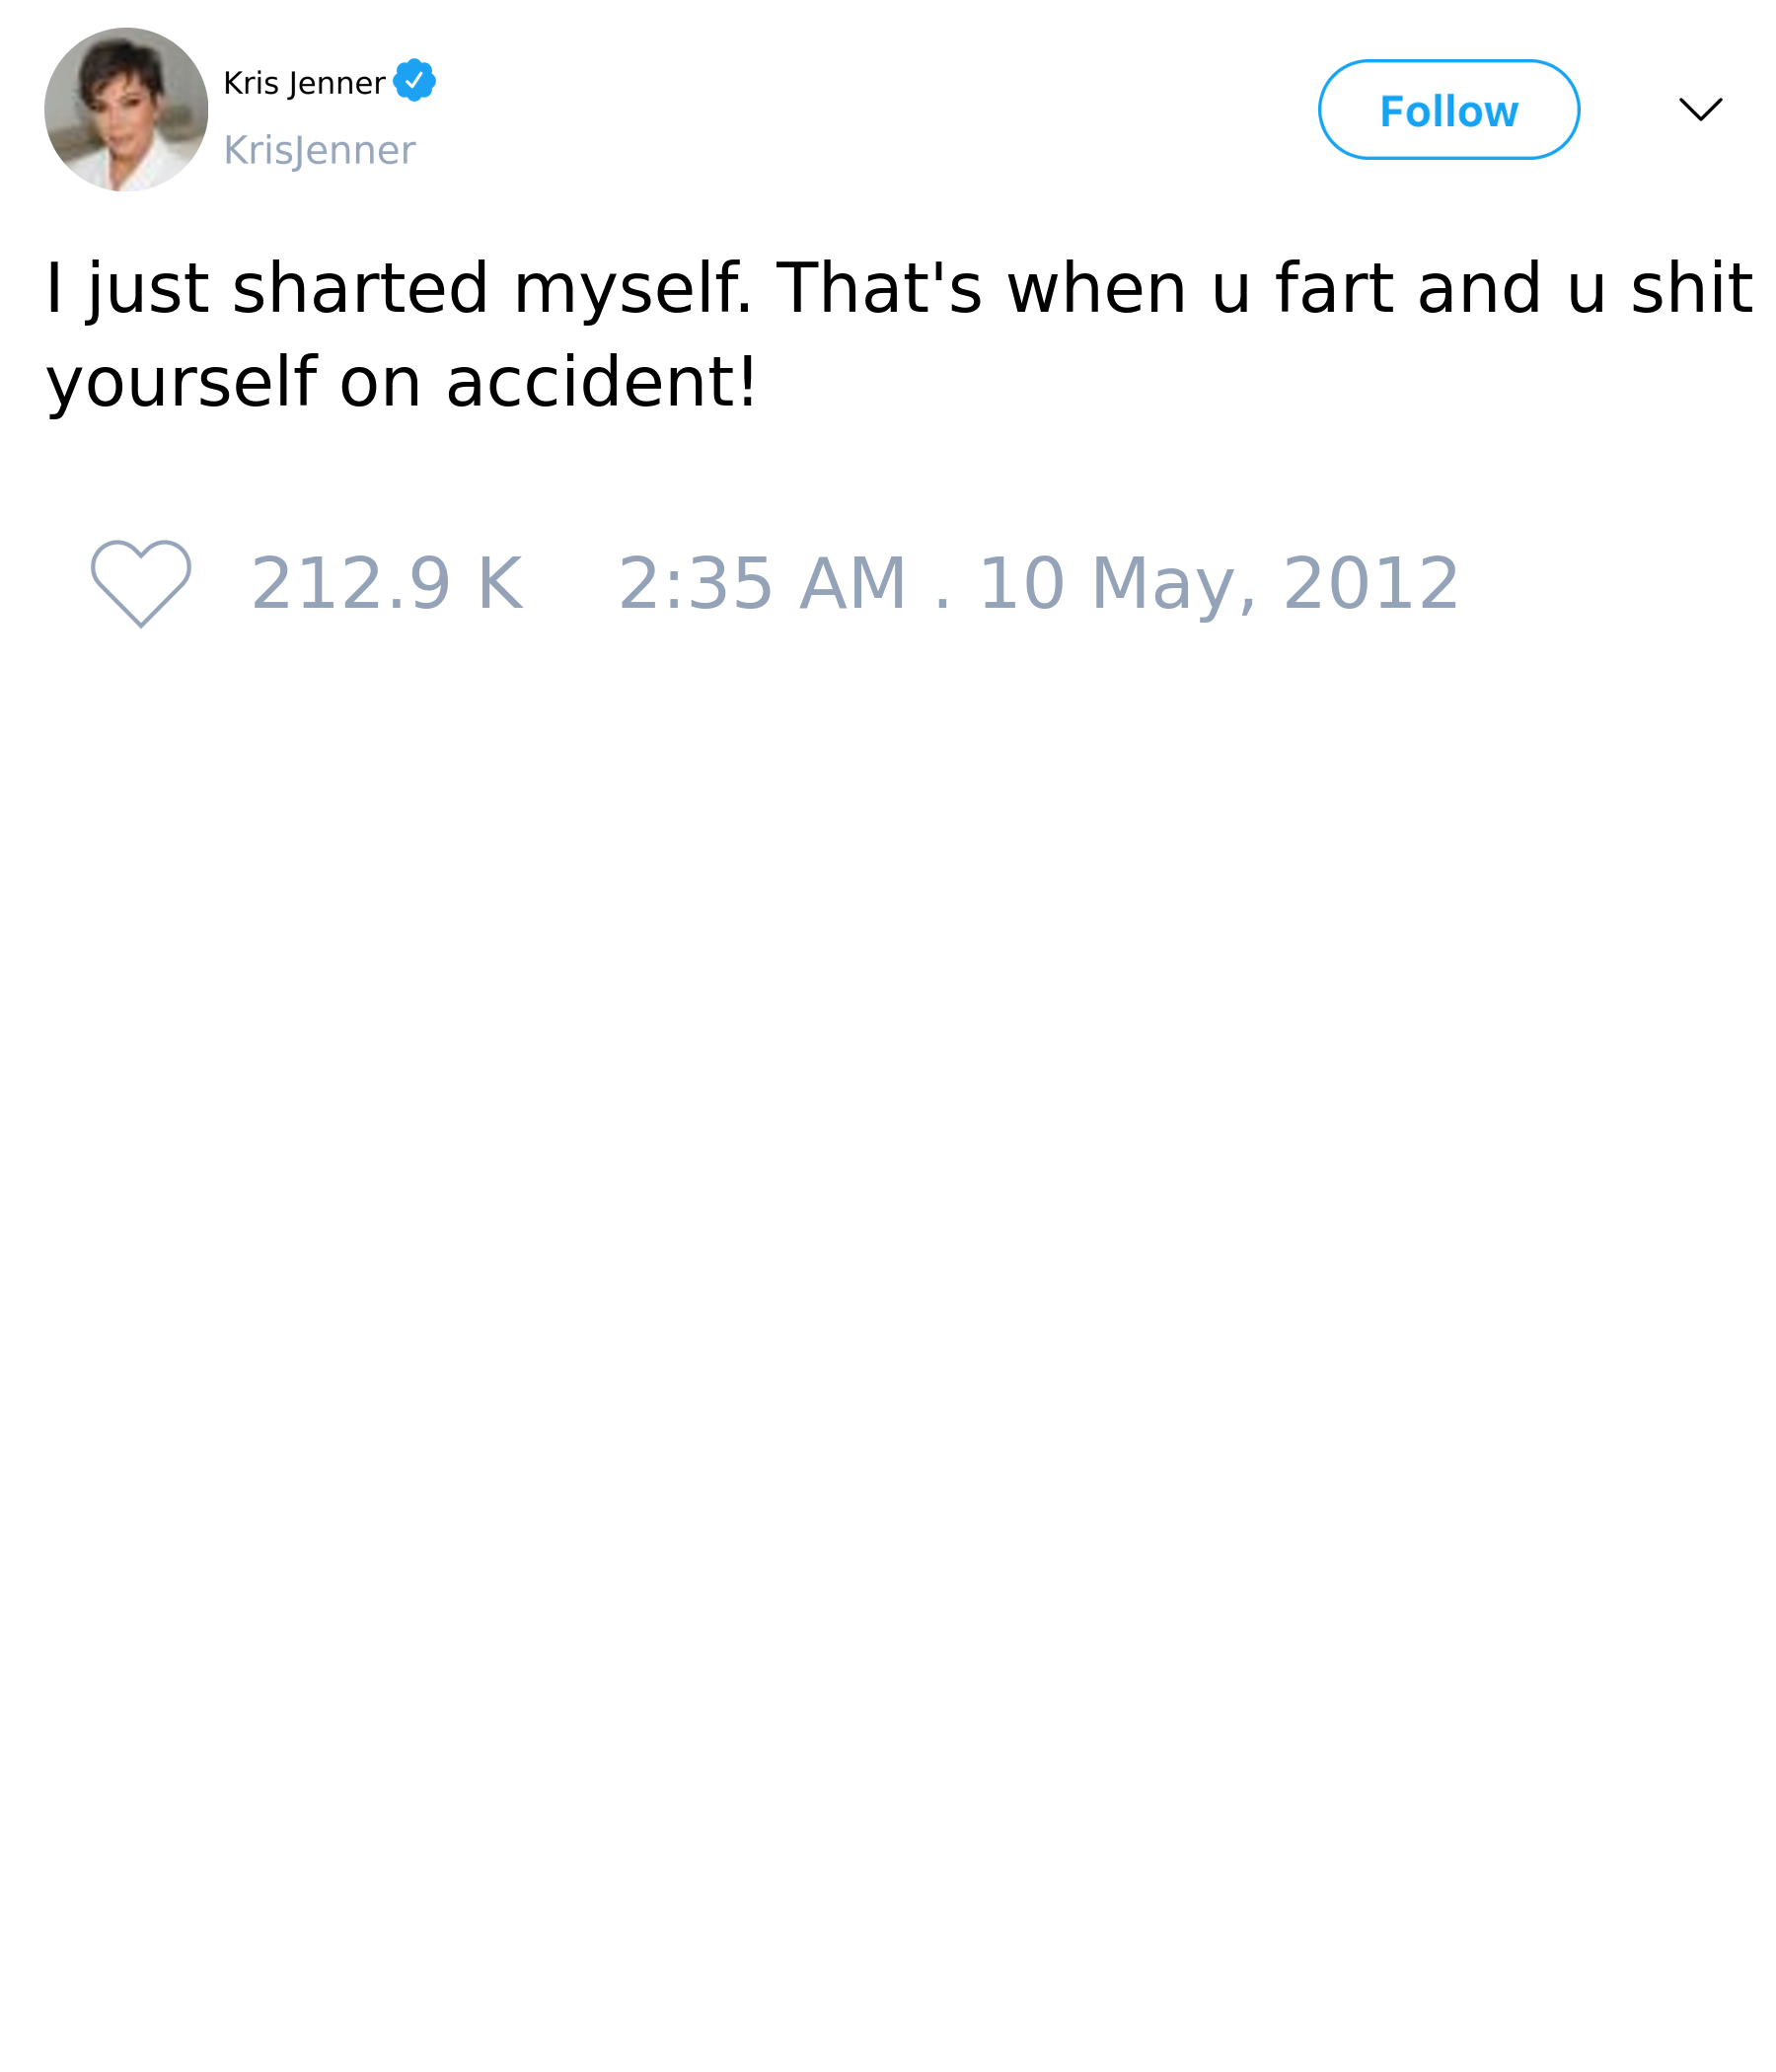 Kris Jenner
KrisJenner
Follow
I just sharted myself. That's when u fart and u shit
yourself on accident!
212.9 K 2:35 AM . 10 May, 2012